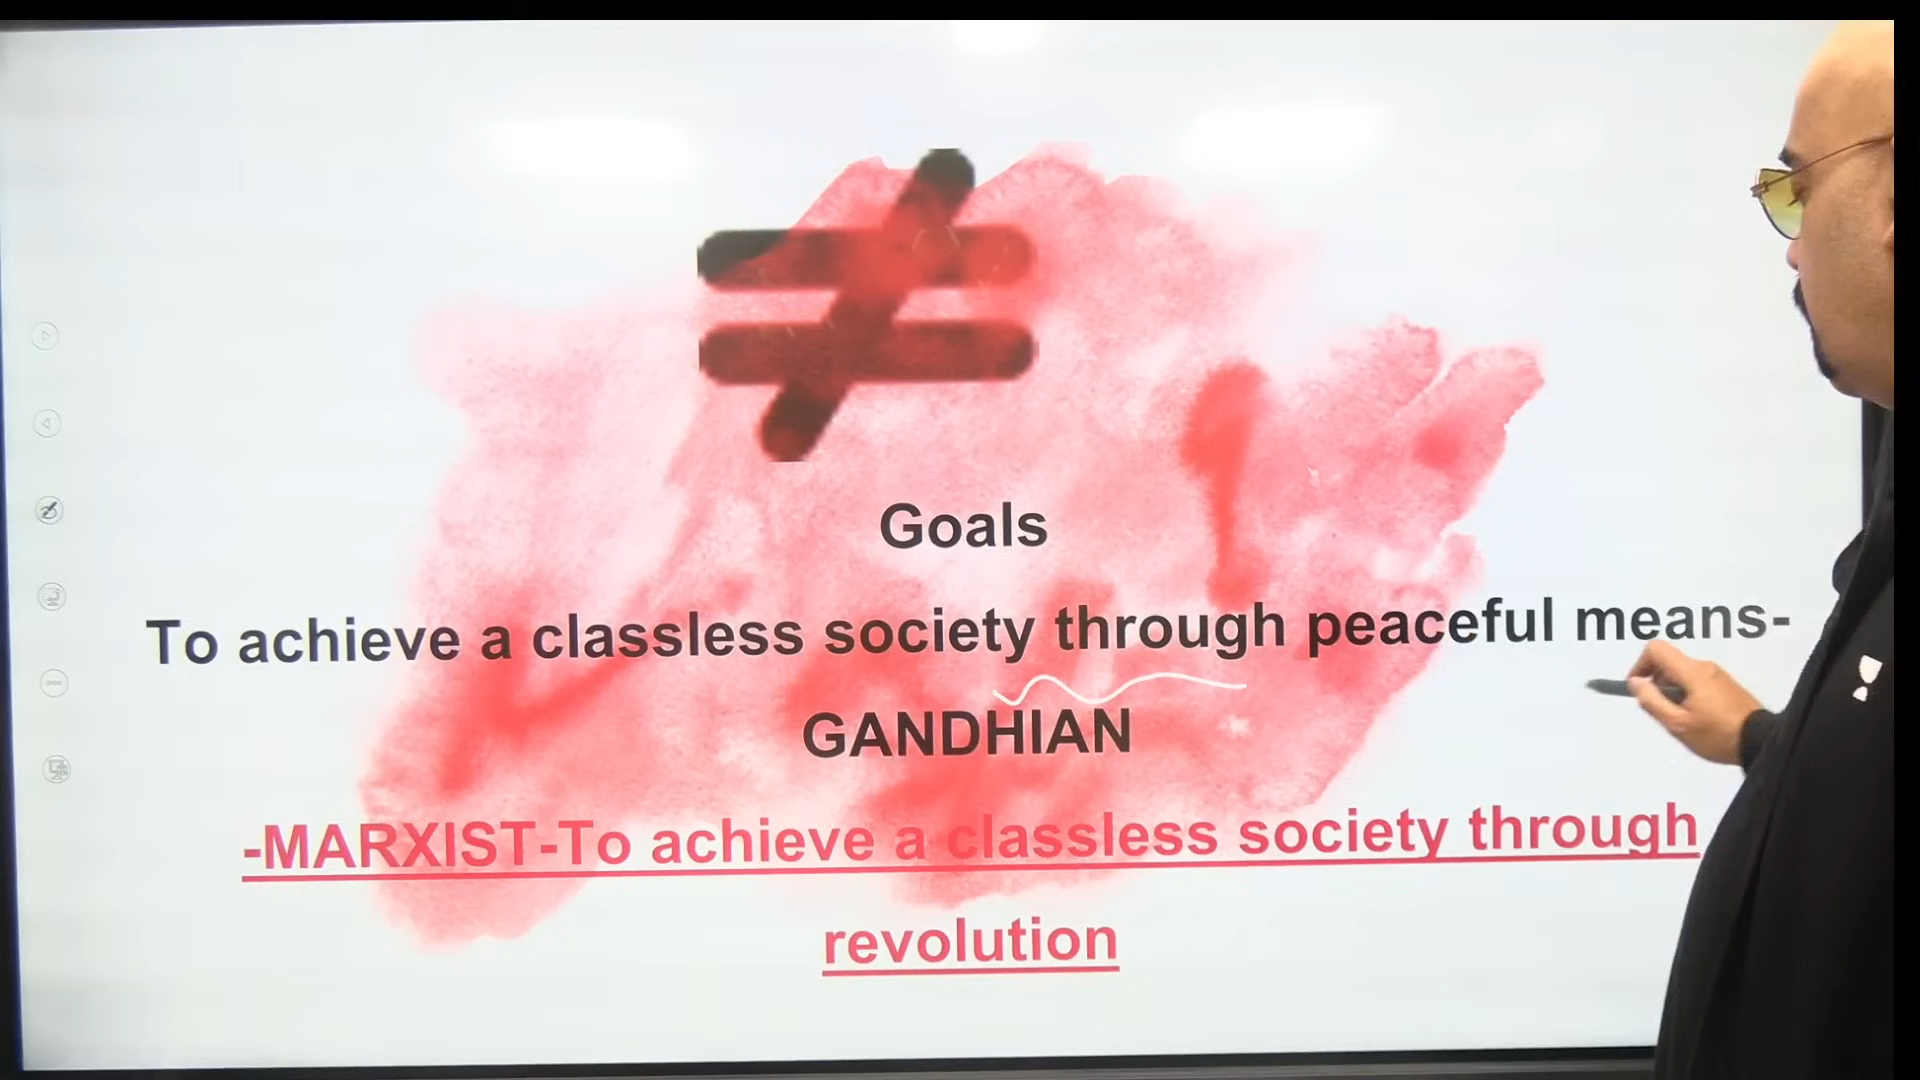 Goals
To achieve a classless society through peaceful means-
GANDHIAN
-MARXIST-To achieve a classless society through
revolution